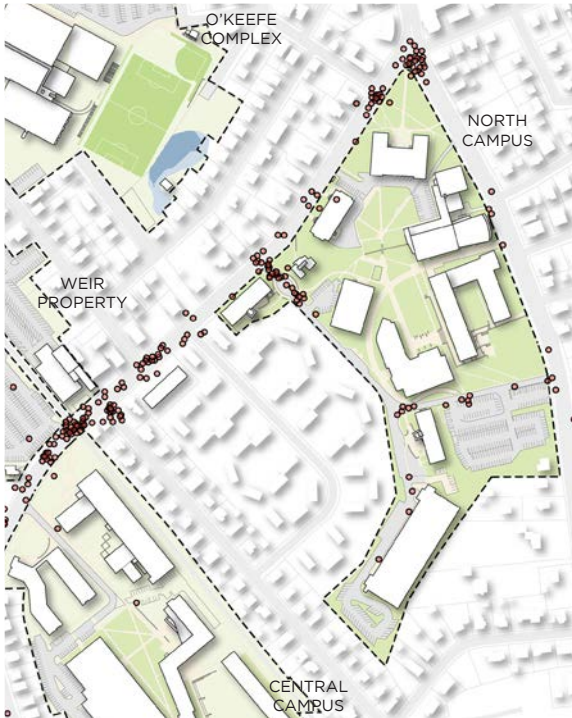 O'KEEFE
COMPLEX
NORTH
CAMPUS
WEIR
PROPERTY
CENTRAL
CAMPUS